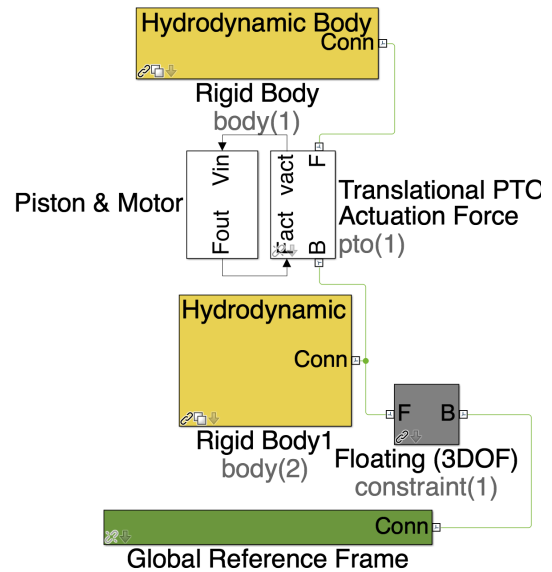 Hydrodynamic Body
Conn
Rigid Body
body(1)
Piston & Motor
Vin
Fout
vact
Fact
F
B
Translational PTO
Actuation Force
pto(1)
Hydrodynamic
Conn
Rigid Body1
body(2)
F B
Floating (3DOF)
constraint(1)
Conn
Global Reference Frame